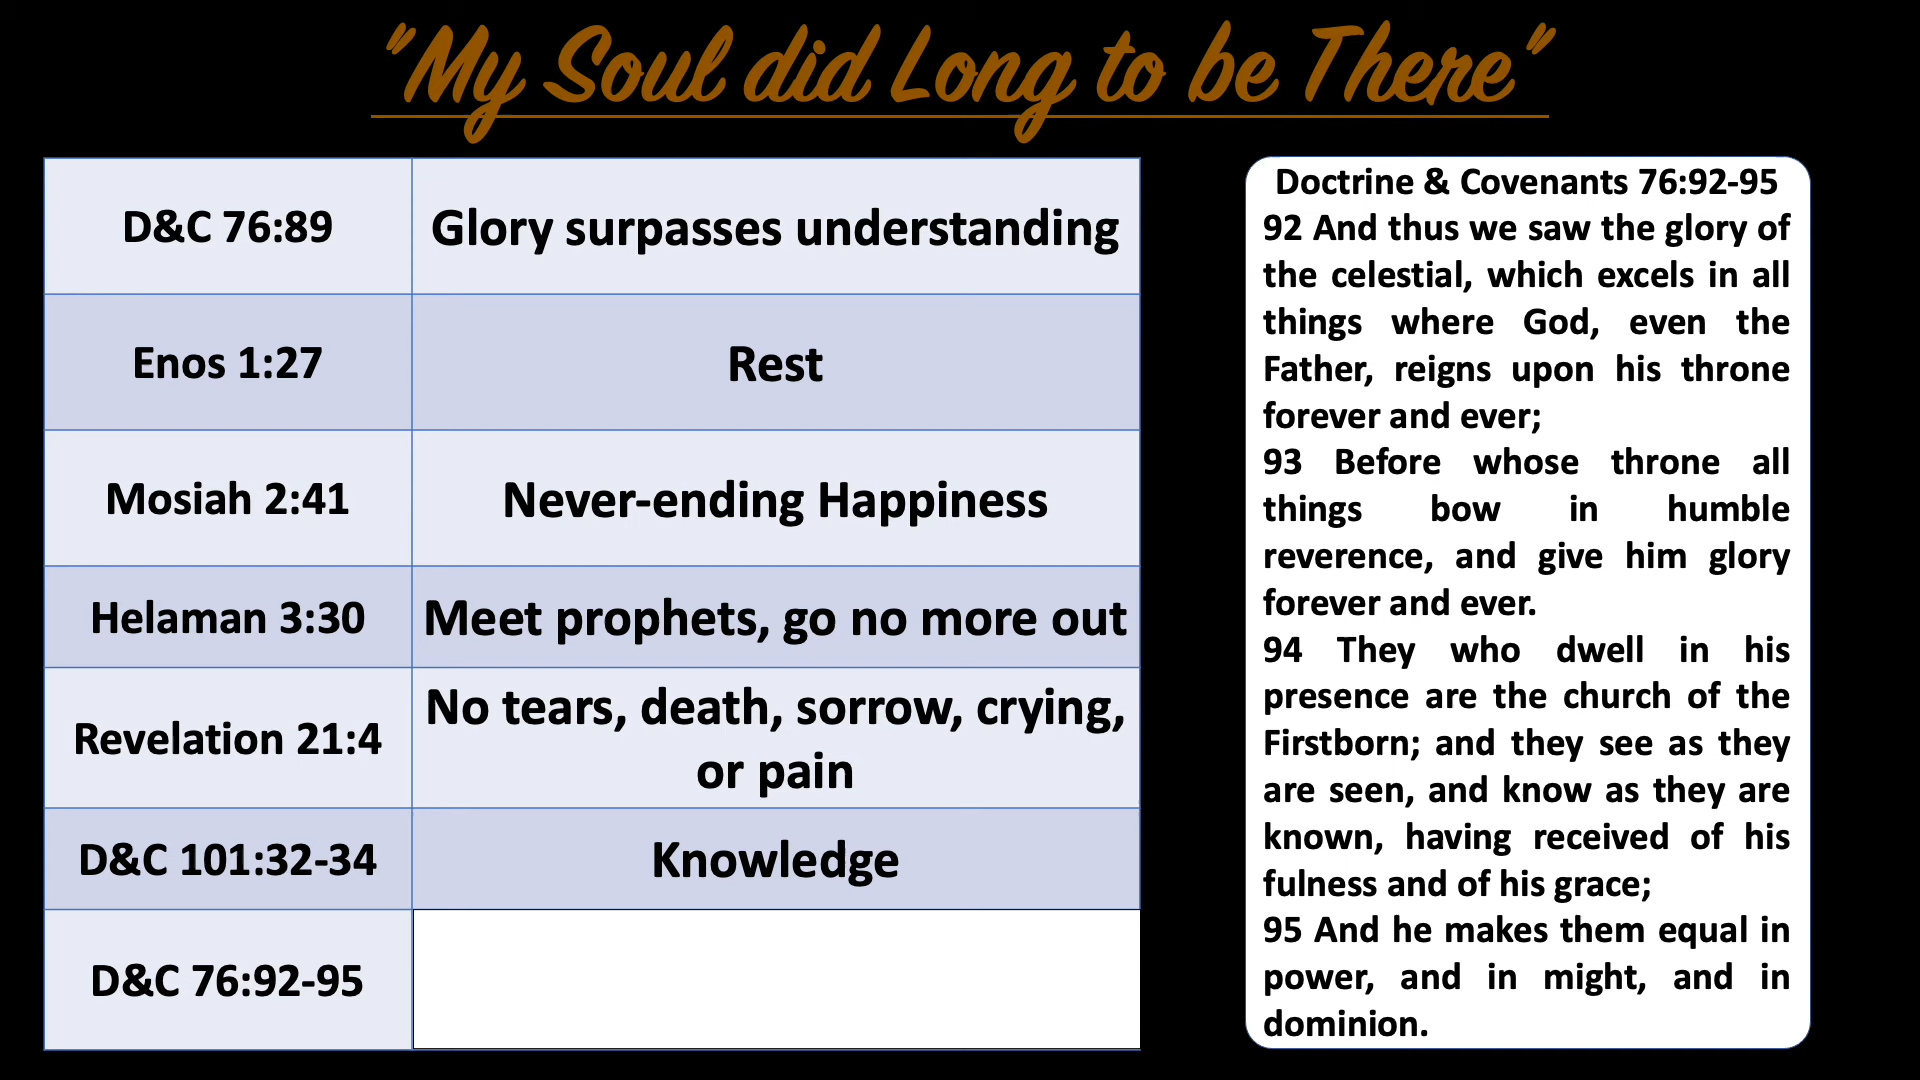 "My Soul did Long to be There"
D&C 76:89
Glory surpasses understanding
Enos 1:27
Rest
Mosiah 2:41
Never-ending Happiness
Helaman 3:30
Meet prophets, go no more out
Revelation 21:4
No tears, death, sorrow, crying,
or pain
D&C 101:32-34
Knowledge
D&C 76:92-95
Doctrine & Covenants 76:92-95
92 And thus we saw the glory of
the celestial, which excels in all
things where God, even the
Father, reigns upon his throne
forever and ever;
93 Before whose throne all
things bow in humble
reverence, and give him glory
forever and ever.
94 They who dwell in his
presence are the church of the
Firstborn; and they see as they
are seen, and know as they are
known, having received of his
fulness and of his grace;
95 And he makes them equal in
power, and in might, and in
dominion.